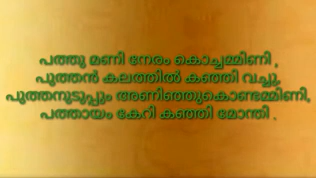 പത്തു മണി നേരം കൊച്ചമ്മിണി ,
പുത്തൻ കലത്തിൽ കഞ്ഞി വച്ചു,
പുത്തനുടുപ്പും അണിഞ്ഞുകൊണ്ടമ്മിണി,
പത്തായം കേറി കഞ്ഞി മോന്തി .